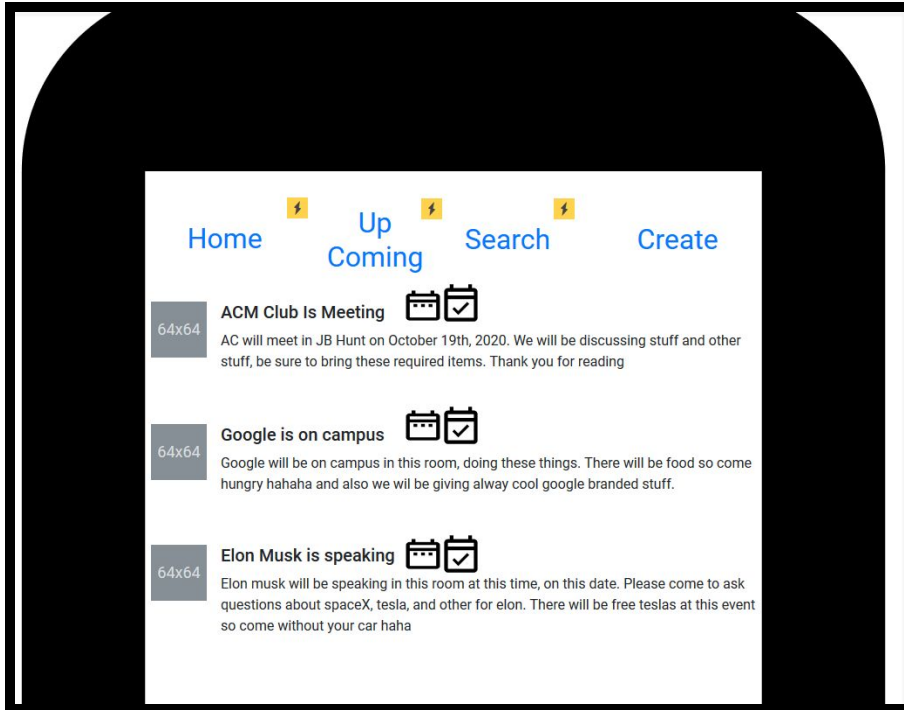 Home
Up
Coming
Search
Create
64x64
ACM Club Is Meeting
AC will meet in JB Hunt on October 19th, 2020. We will be discussing stuff and other
stuff, be sure to bring these required items. Thank you for reading
64x64
Google is on campus
Google will be on campus in this room, doing these things. There will be food so come
hungry hahaha and also we wil be giving alway cool google branded stuff.
64x64
Elon Musk is speaking
Elon musk will be speaking in this room at this time, on this date. Please come to ask
questions about spaceX, tesla, and other for elon. There will be free teslas at this event
so come without your car haha